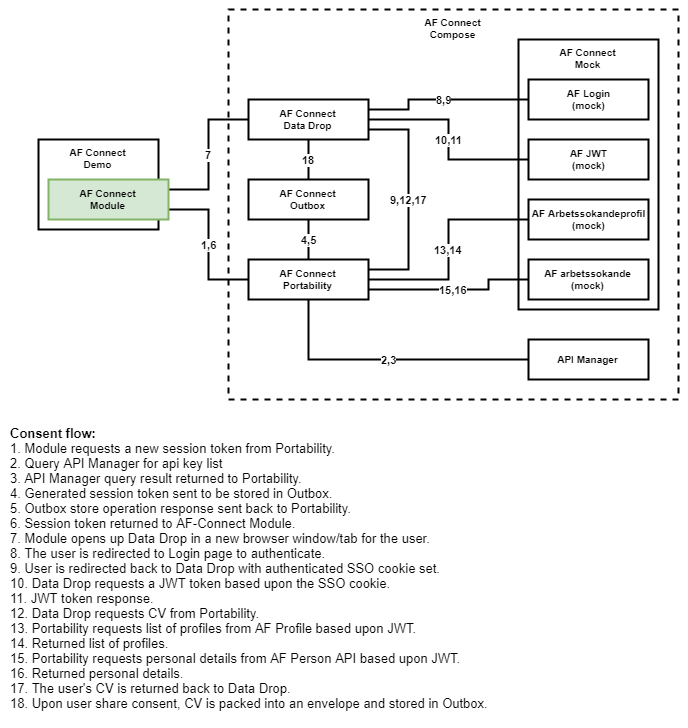 AF Connect
Compose
AF Connect
Mock
AF Login
(mock)
8,9
AF Connect
Data Drop
10,11
AF Connect
Demo
7
AF JWT
(mock)
18
AF Connect
Module
AF Connect
Outbox
9,12,17
AF Arbetssokandeprofil
(mock)
1,6
4,5
13,14
AF Connect
Portability
AF arbetssokande
(mock)
15,16
2,3
API Manager
Consent flow:
1. Module requests a new session token from Portability.
2. Query API Manager for api key list
3. API Manager query result returned to Portability.
4. Generated session token sent to be stored in Outbox.
5. Outbox store operation response sent back to Portability.
6. Session token returned to AF-Connect Module.
7. Module opens up Data Drop in a new browser window/tab for the user.
8. The user is redirected to Login page to authenticate.
9. User is redirected back to Data Drop with authenticated SSO cookie set.
10. Data Drop requests a JWT token based upon the SSO cookie.
11. JWT token response.
12. Data Drop requests CV from Portability.
13. Portability requests list of profiles from AF Profile based upon JWT.
14. Returned list of profiles.
15. Portability requests personal details from AF Person API based upon JWT.
16. Returned personal details.
17. The user's CV is returned back to Data Drop.
18. Upon user share consent, CV is packed into an envelope and stored in Outbox.